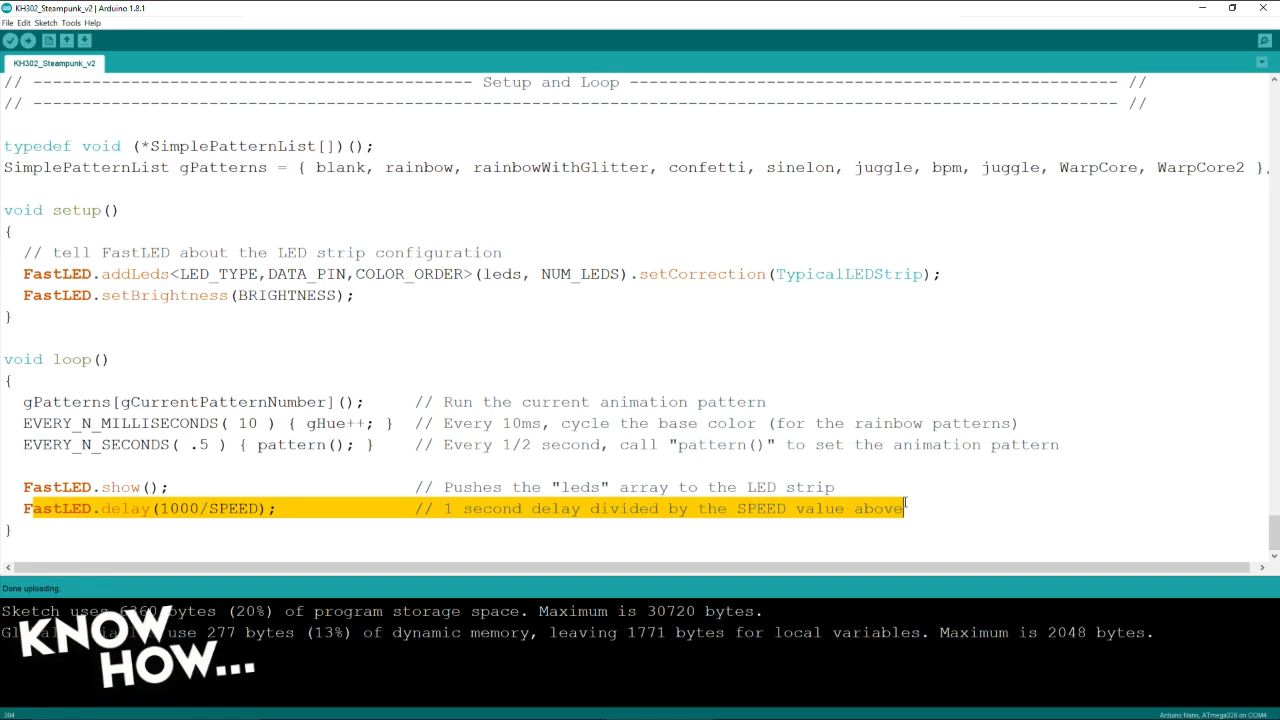 KH302_Steampunk_v2 | Arduino 1.8.1
File Edit Sketch Tools Help
KH302_Steampunk_v2
// --------------------------------------------- Setup and Loop -------------------------------------------------- //
// --------------------------------------------------------------------------------------------------------------- //
typedef void (*SimplePatternList[])();
SimplePatternList gPatterns = { blank, rainbow, rainbowWithGlitter, confetti, sinelon, juggle, bpm, juggle, WarpCore, WarpCore2 },
void setup()
{
// tell FastLED about the LED strip configuration
FastLED.addLeds<LED_TYPE,DATA_PIN,COLOR_ORDER>(leds, NUM_LEDS).setCorrection(TypicalLEDStrip);
FastLED.setBrightness(BRIGHTNESS);
}
void loop()
{
gPatterns[gCurrentPatternNumber](); // Run the current animation pattern
EVERY_N_MILLISECONDS( 10 ) { gHue++; } // Every 10ms, cycle the base color (for the rainbow patterns)
EVERY_N_SECONDS( .5 ) { pattern(); } // Every 1/2 second, call "pattern()" to set the animation pattern
FastLED.show(); // Pushes the "leds" array to the LED strip
FastLED.delay(1000/SPEED); // 1 second delay divided by the SPEED value above
}
Done uploading.
Sketch uses 6360 bytes (20%) of program storage space. Maximum is 30720 bytes.
use 277 bytes (13%) of dynamic memory, leaving 1771 bytes for local variables. Maximum is 2048 bytes.
KNOW
HOW...
304
Arduino Nano, ATmega328 on COM4